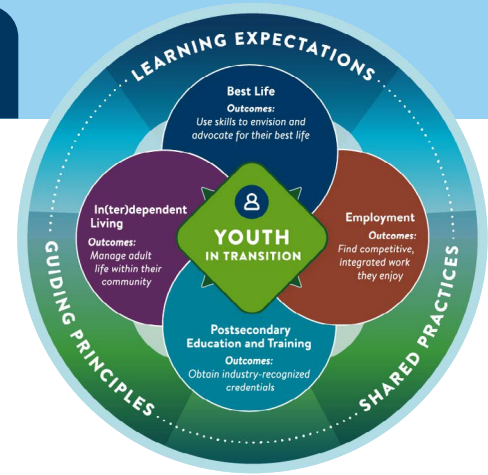 LEARNING EXPECTATIONS
Best Life
Outcomes:
Use skills to envision and
advocate for their best life
In(ter)dependent
Living
Outcomes:
Manage adult
life within their
community
YOUTH
IN TRANSITION
Employment
Outcomes:
Find competitive,
integrated work
they enjoy
Postsecondary
Education and Training
Outcomes:
Obtain industry-recognized
credentials
GUIDING PRINCIPLES
SHARED PRACTICES